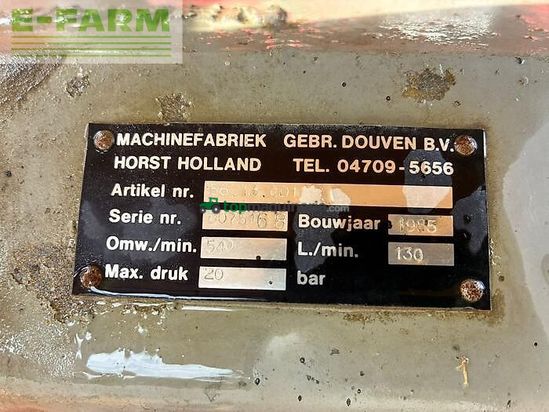 E-FARM
MACHINEFABRIEK GEBR. DOUVEN B.V.
HORST HOLLAND TEL. 04709-5656
Artikel nr.
Serie nr. Bouwjaar 1995
Omw./min. 540 L./min. 130
Max. druk 20 bar